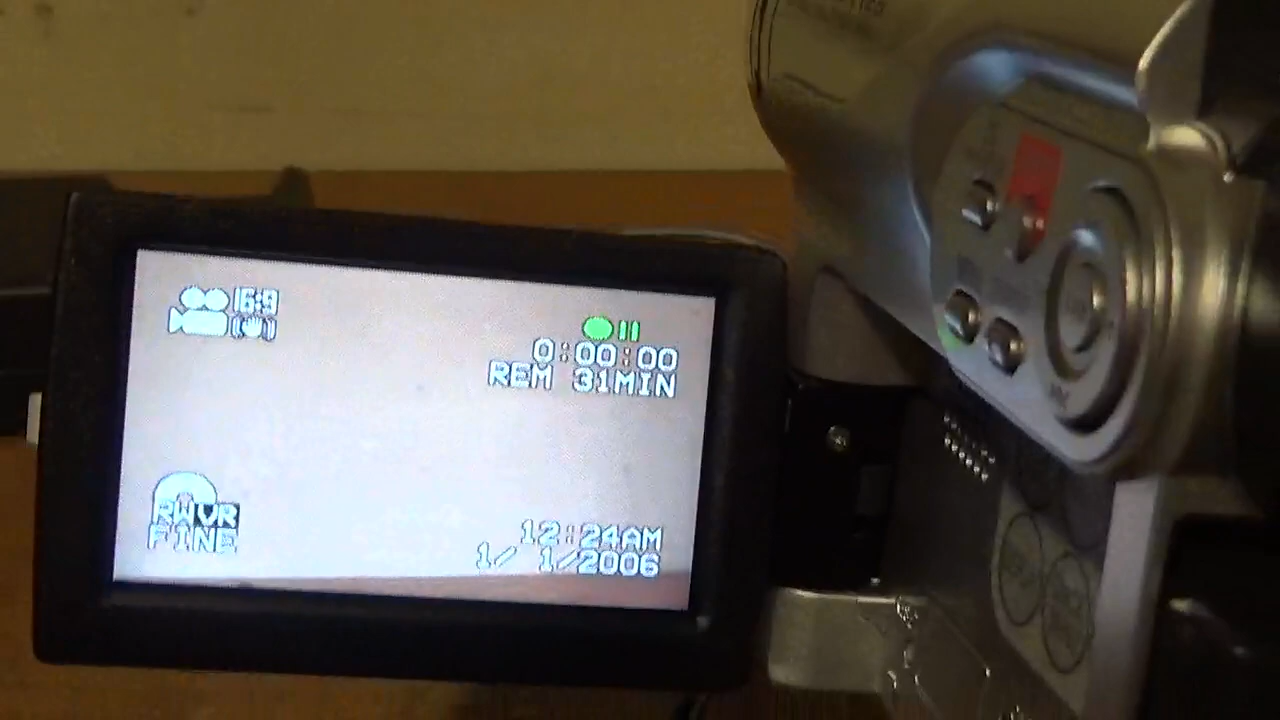 16:9
0:00:00
REM 31MIN
RW VR
FINE
12:24AM
1/ 1/2006